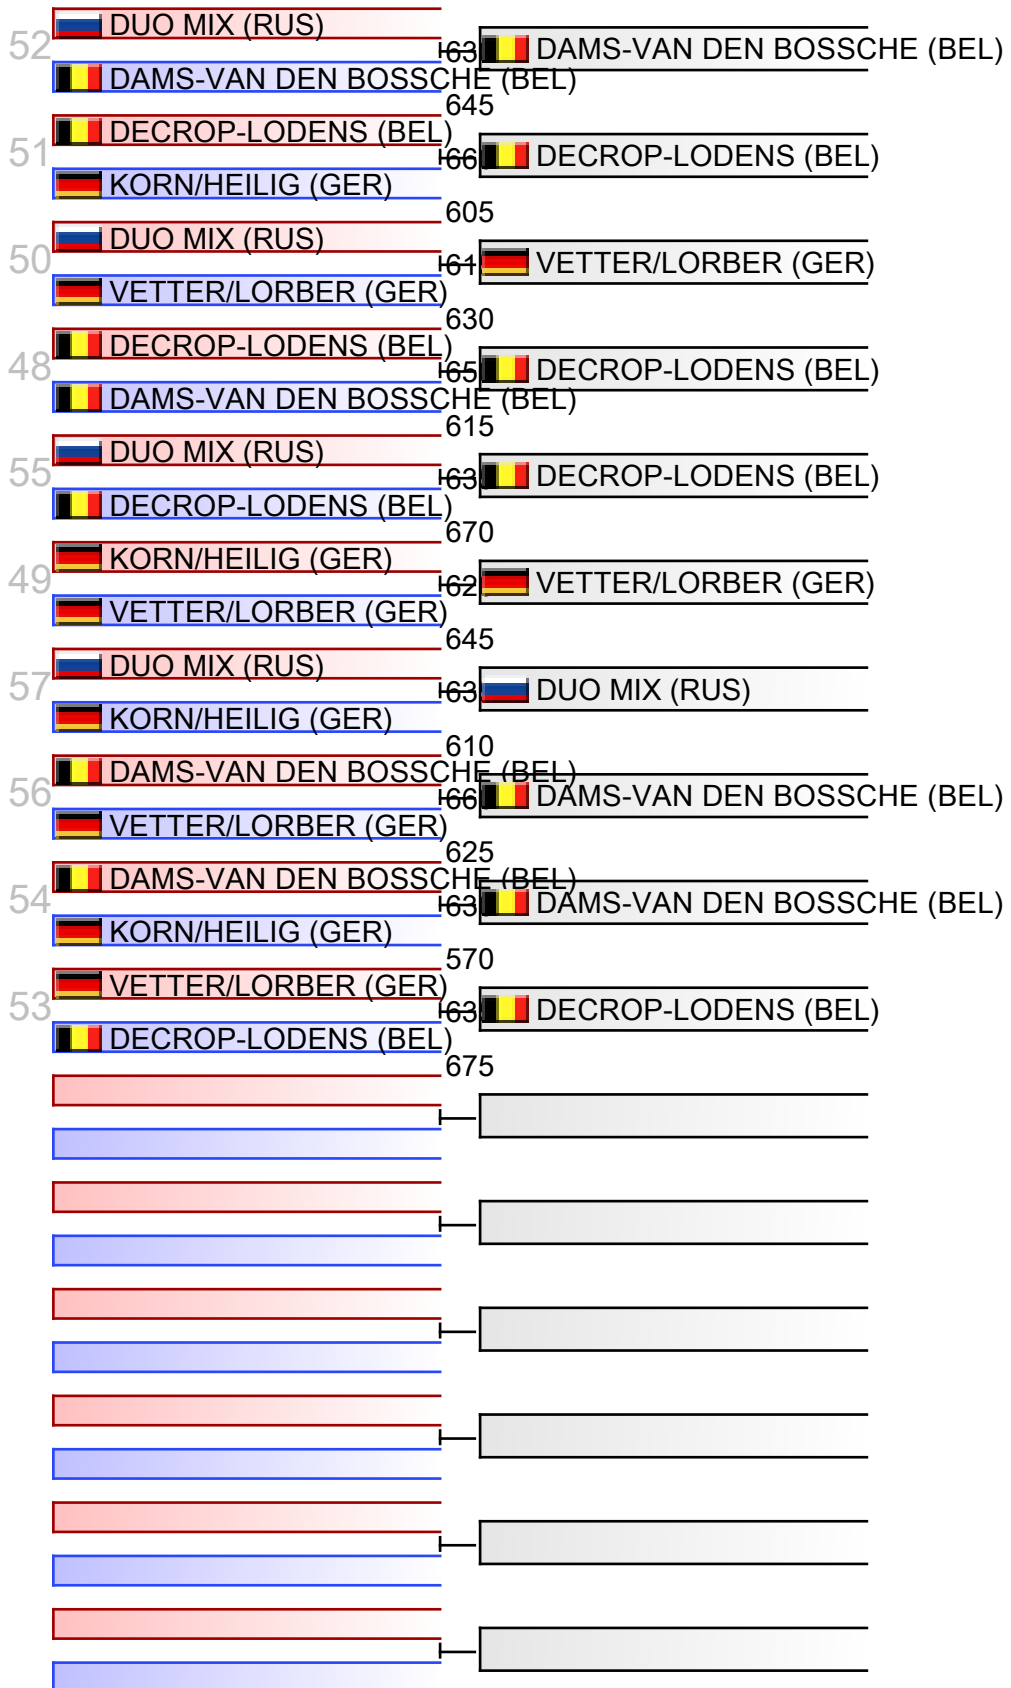 52
DUO MIX (RUS)
63
DAMS-VAN DEN BOSSCHE (BEL)
DAMS-VAN DEN BOSSCHE (BEL)
645
51
DECROP-LODENS (BEL)
66
DECROP-LODENS (BEL)
KORN/HEILIG (GER)
605
50
DUO MIX (RUS)
61
VETTER/LORBER (GER)
VETTER/LORBER (GER)
630
48
DECROP-LODENS (BEL)
65
DECROP-LODENS (BEL)
DAMS-VAN DEN BOSSCHE (BEL)
615
55
DUO MIX (RUS)
63
DECROP-LODENS (BEL)
DECROP-LODENS (BEL)
670
49
KORN/HEILIG (GER)
62
VETTER/LORBER (GER)
VETTER/LORBER (GER)
645
57
DUO MIX (RUS)
63
DUO MIX (RUS)
KORN/HEILIG (GER)
610
56
DAMS-VAN DEN BOSSCHE (BEL)
66
DAMS-VAN DEN BOSSCHE (BEL)
VETTER/LORBER (GER)
625
54
DAMS-VAN DEN BOSSCHE (BEL)
63
DAMS-VAN DEN BOSSCHE (BEL)
KORN/HEILIG (GER)
570
53
VETTER/LORBER (GER)
63
DECROP-LODENS (BEL)
DECROP-LODENS (BEL)
675